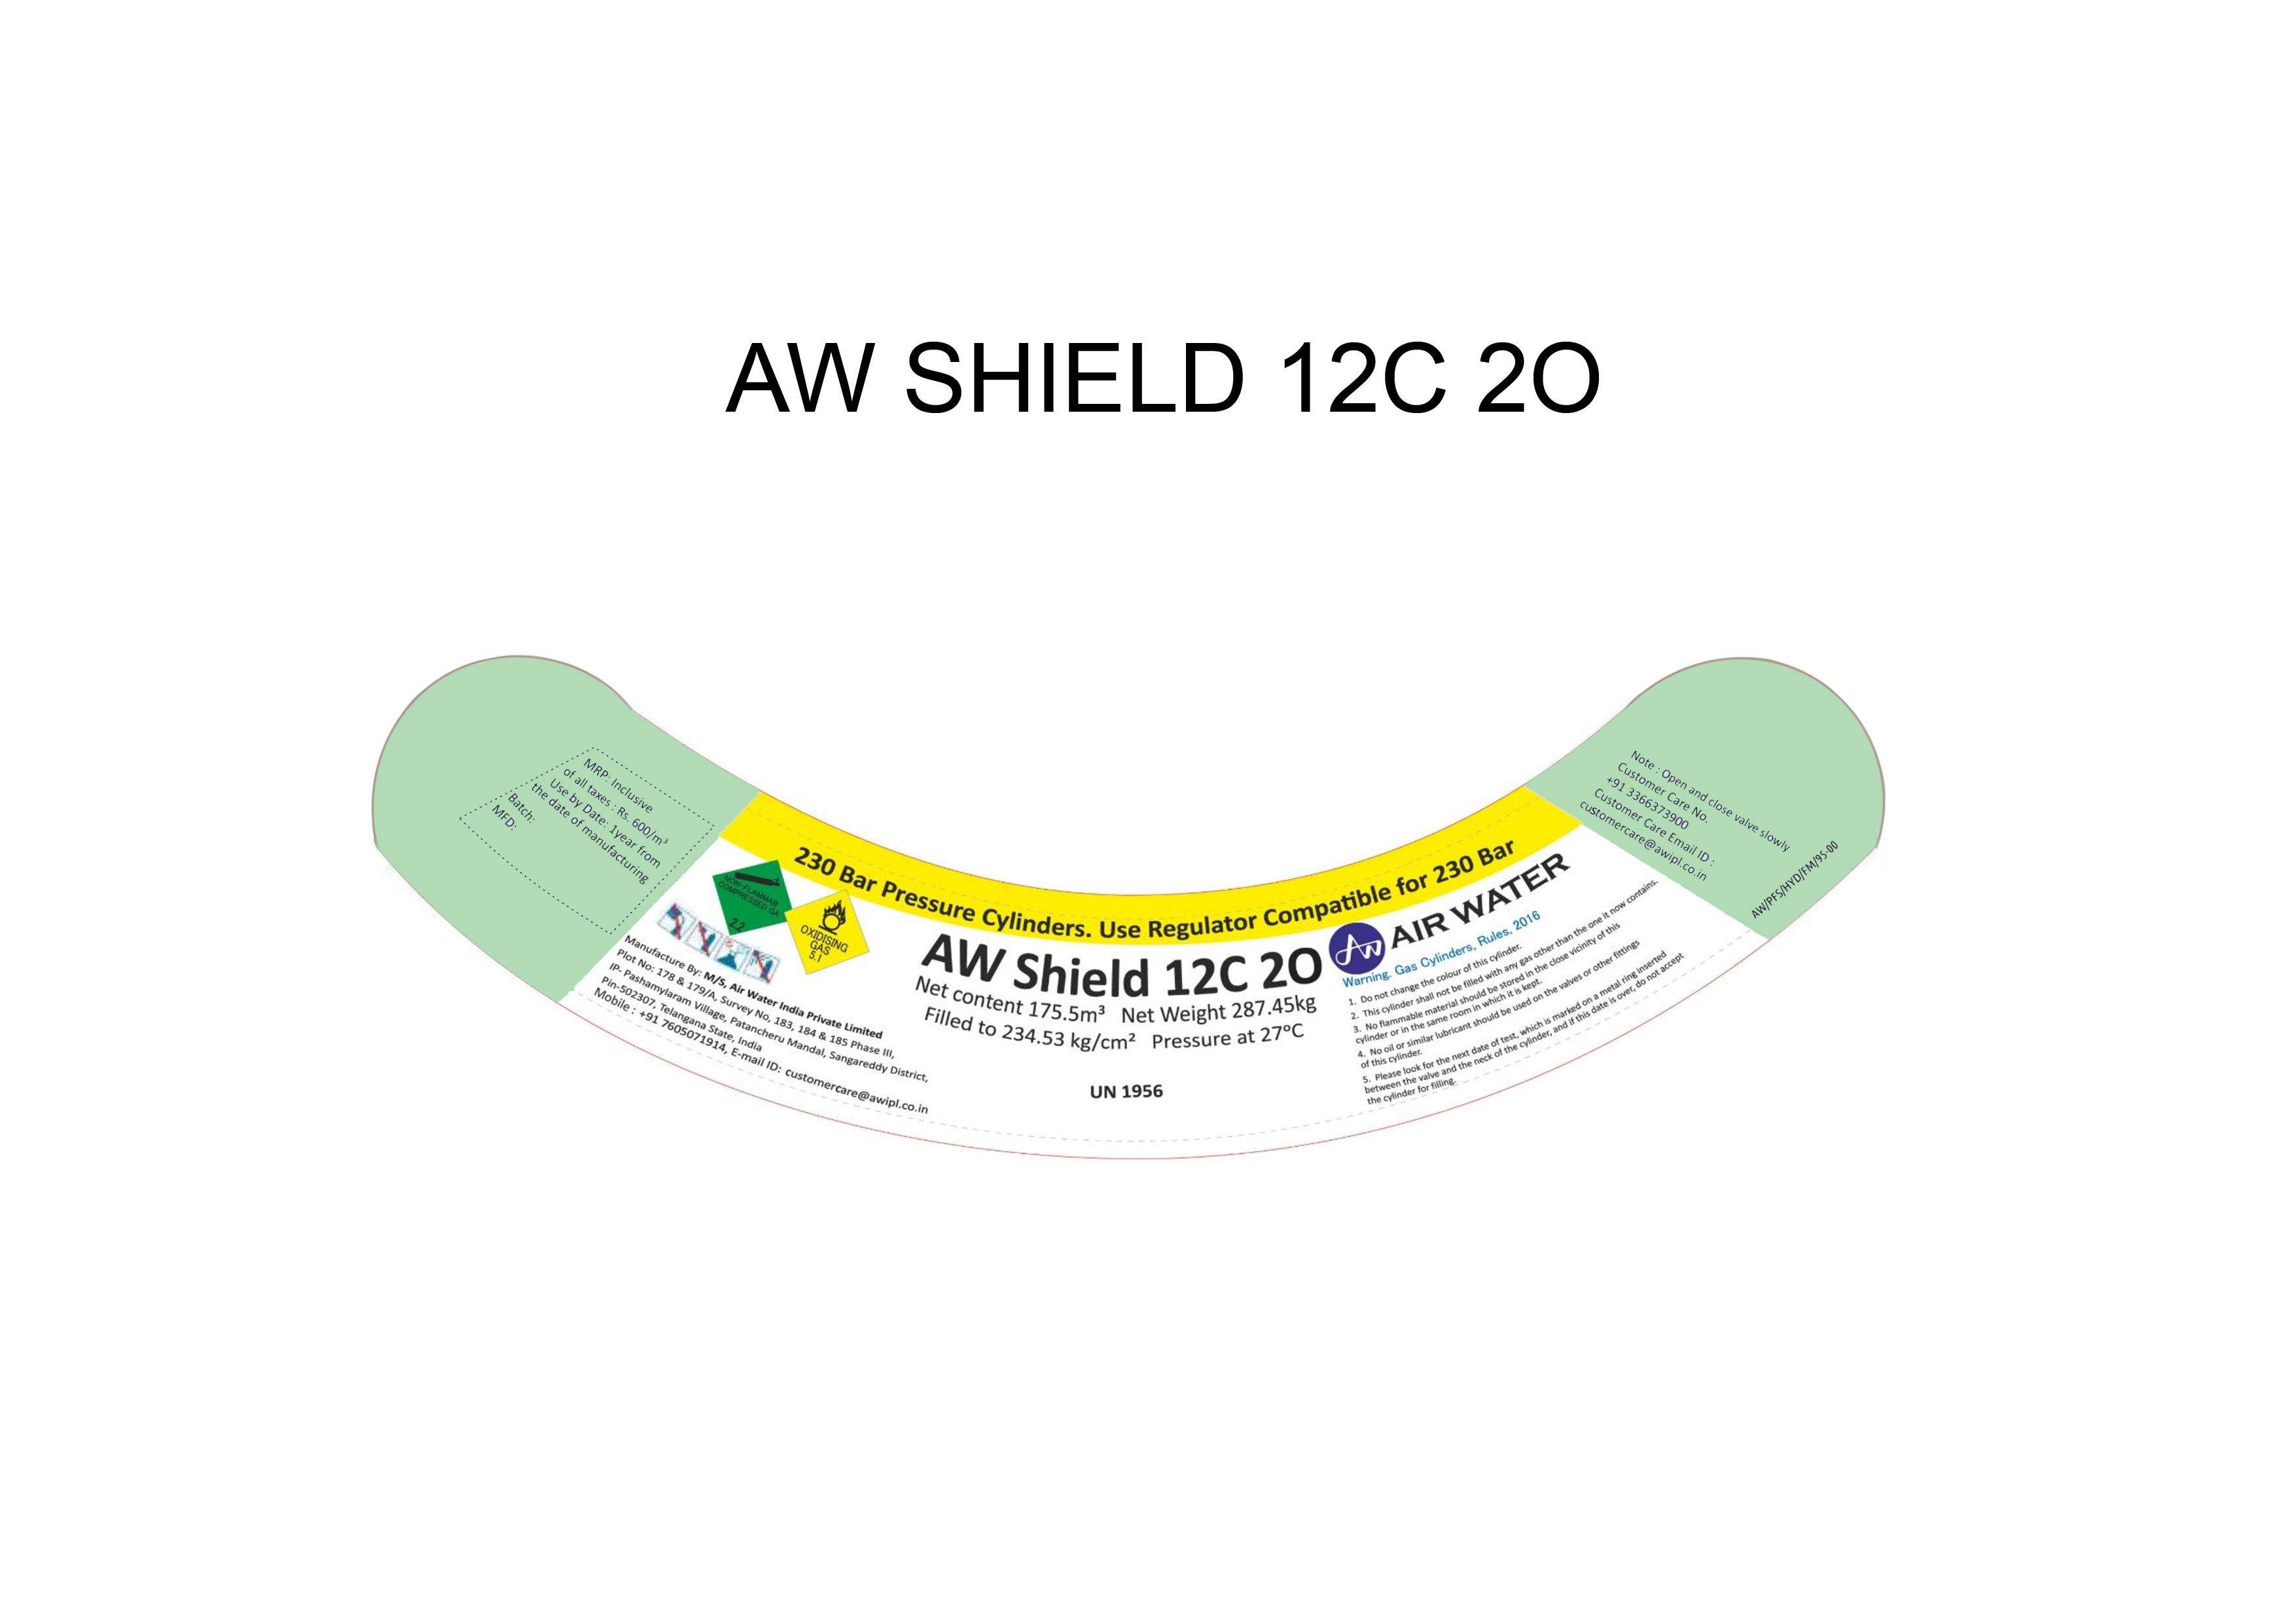 AW SHIELD 12C 2O
MRP: Inclusive
of all taxes : Rs. 600/m³
Use by Date: 1year from
the date of manufacturing
Batch:
MFD:
230 Bar Pressure Cylinders. Use Regulator Compatible for 230 Bar
NON-FLAMMAB
COMPRESSED GA
2.2
OXIDISING
GAS
5.1
Manufacture By: M/S, Air Water India Private Limited
Plot No: 178 & 179/A, Survey No, 183, 184 & 185 Phase III,
IP- Pashamylaram Village, Patancheru Mandal, Sangareddy District,
Pin-502307, Telangana State, India
Mobile : +91 7605071914, E-mail ID: customercare@awipl.co.in
AW Shield 12C 2O
Net content 175.5m³ Net Weight 287.45kg
Filled to 234.53 kg/cm² Pressure at 27ºC
UN 1956
AW AIR WATER
Warning. Gas Cylinders, Rules, 2016
1. Do not change the colour of this cylinder.
2. This cylinder shall not be filled with any gas other than the one it now contains.
3. No flammable material should be stored in the close vicinity of this
cylinder or in the same room in which it is kept.
4. No oil or similar lubricant should be used on the valves or other fittings
of this cylinder.
5. Please look for the next date of test, which is marked on a metal ring inserted
between the valve and the neck of the cylinder, and if this date is over, do not accept
the cylinder for filling.
Note : Open and close valve slowly
Customer Care No.
+91 3366373900
Customer Care Email ID :
customercare@awipl.co.in
AW/PFS/HYD/FM/95-00